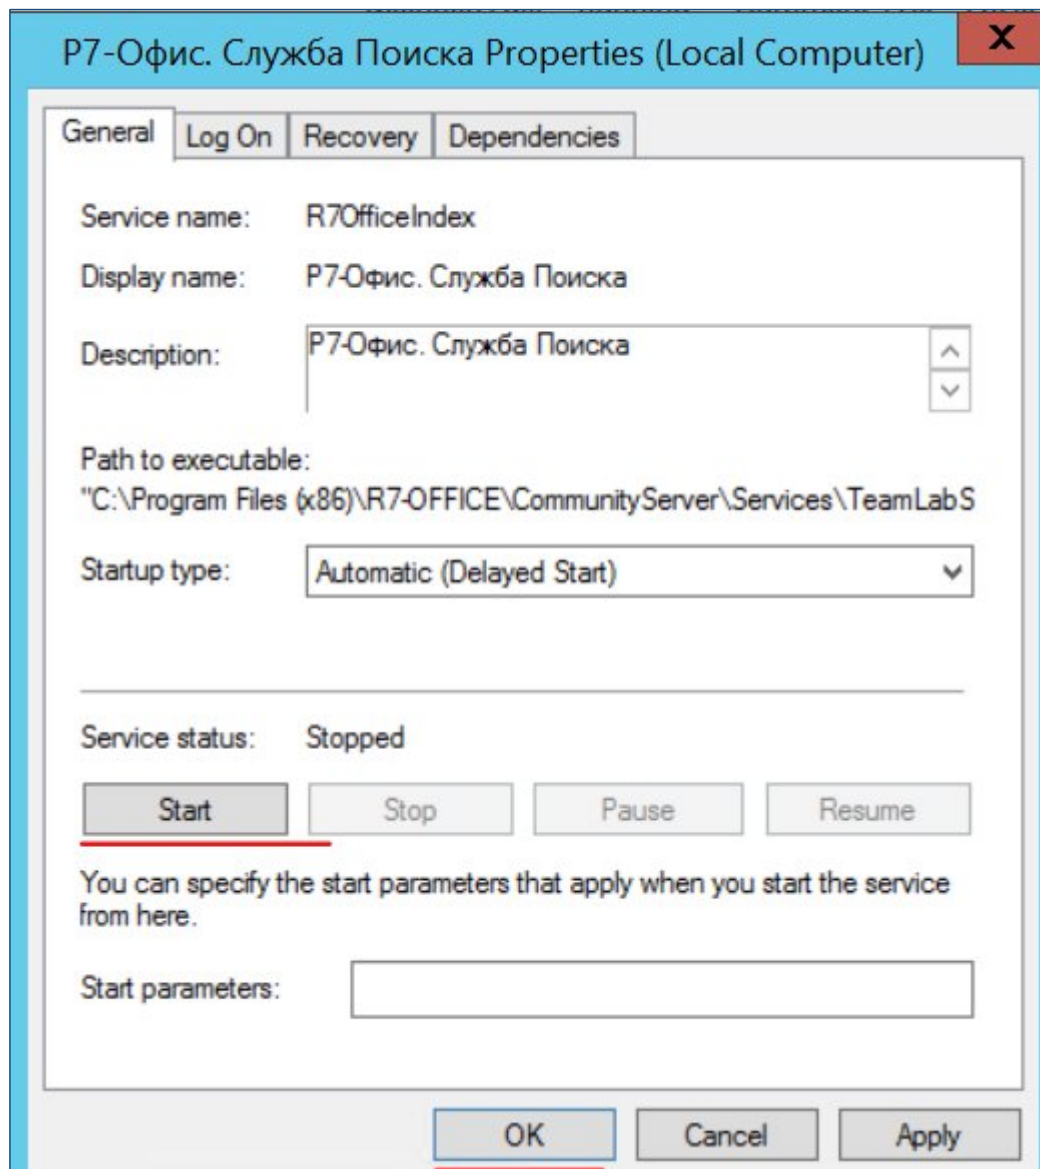 Р7-Офис. Служба Поиска Properties (Local Computer)
X
General Log On Recovery Dependencies
Service name: R7OfficeIndex
Display name: Р7-Офис. Служба Поиска
Description: Р7-Офис. Служба Поиска
Path to executable:
"C:\Program Files (x86)\R7-OFFICE\CommunityServer\Services\TeamLabS
Startup type: Automatic (Delayed Start)
Service status: Stopped
Start Stop Pause Resume
You can specify the start parameters that apply when you start the service
from here.
Start parameters:
OK Cancel Apply